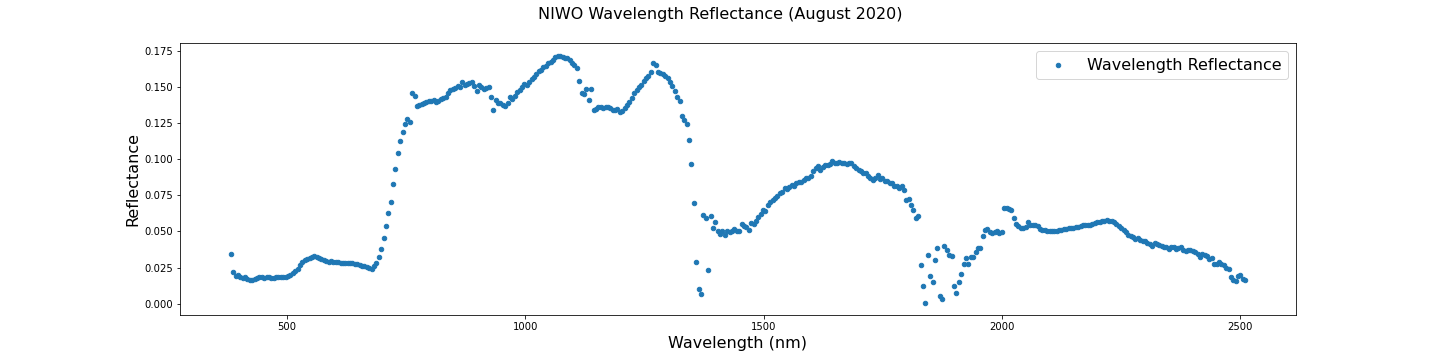 NIWO Wavelength Reflectance (August 2020)
Wavelength Reflectance
Reflectance
0.175
0.150
0.125
0.100
0.075
0.050
0.025
0.000
500 1000 1500 2000 2500
Wavelength (nm)